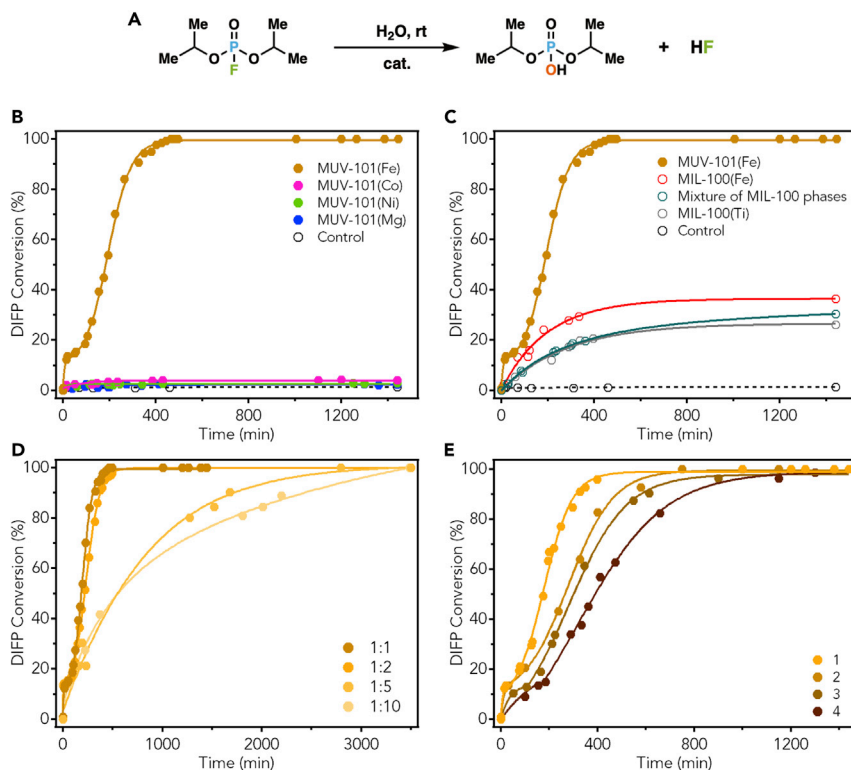 A
Me
Me
O
H₂O, rt
cat.
Me
O
P
O
Me
F
Me
Me
O
Me
O
P
O
Me
OH
+ HF
B
DIFP Conversion (%)
100
80
60
40
20
0
MUV-101(Fe)
MUV-101(Co)
MUV-101(Ni)
MUV-101(Mg)
Control
0 400 800 1200
Time (min)
C
DIFP Conversion (%)
100
80
60
40
20
0
MUV-101(Fe)
MIL-100(Fe)
Mixture of MIL-100 phases
MIL-100(Ti)
Control
0 400 800 1200
Time (min)
D
DIFP Conversion (%)
100
80
60
40
20
0
1:1
1:2
1:5
1:10
0 1000 2000 3000
Time (min)
E
DIFP Conversion (%)
100
80
60
40
20
0
1
2
3
4
0 400 800 1200
Time (min)